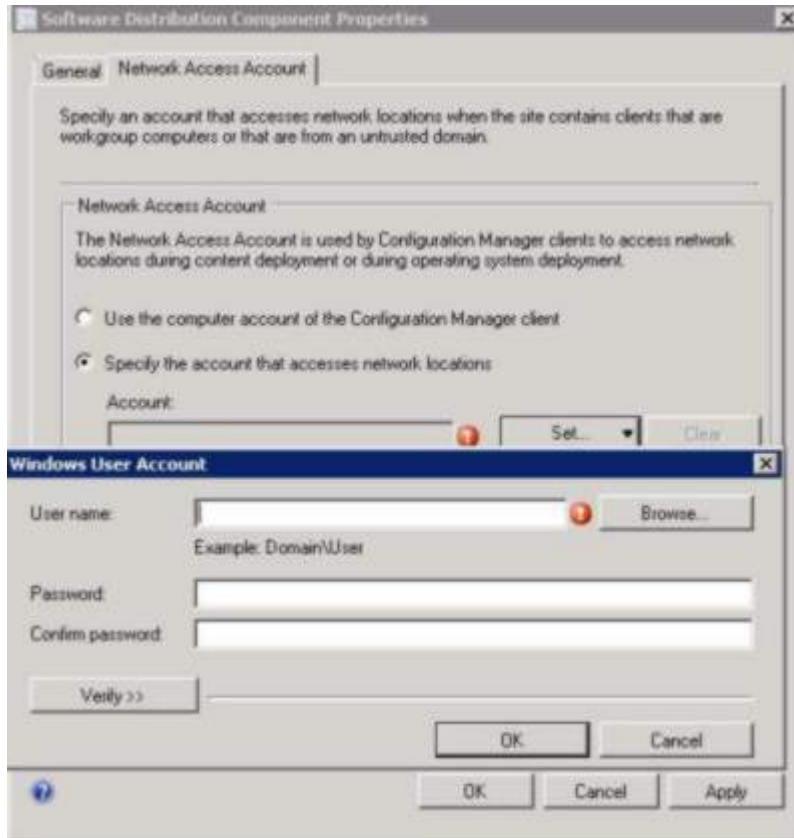 Software Distribution Component Properties
General
Network Access Account
Specify an account that accesses network locations when the site contains clients that are
workgroup computers or that are from an untrusted domain.
Network Access Account
The Network Access Account is used by Configuration Manager clients to access network
locations during content deployment or during operating system deployment.
Use the computer account of the Configuration Manager client
Specify the account that accesses network locations
Account:
Set...
Clear
Windows User Account
User name:
Browse...
Example: Domain\User
Password:
Confirm password:
Verify >>
OK
Cancel
OK
Cancel
Apply